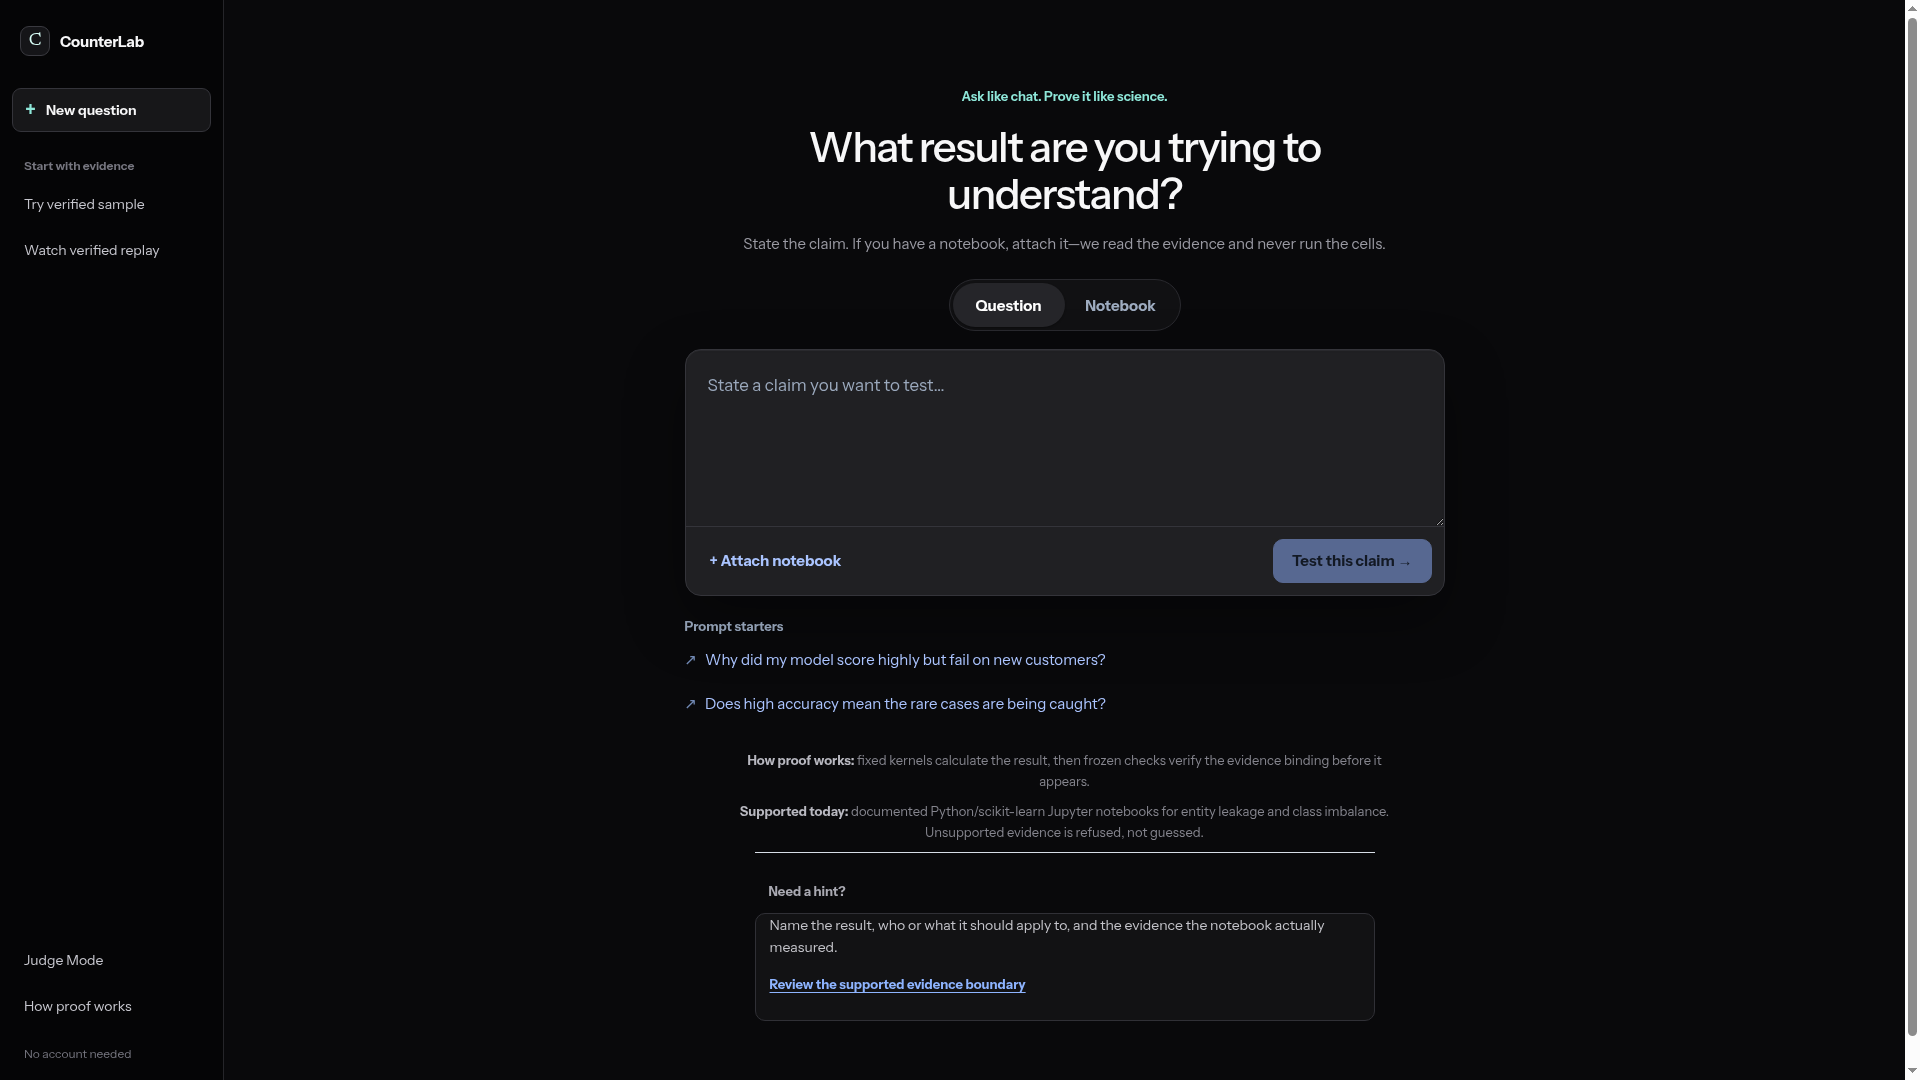 C CounterLab
+ New question
Start with evidence
Try verified sample
Watch verified replay
Judge Mode
How proof works
No account needed
Ask like chat. Prove it like science.
What result are you trying to
understand?
State the claim. If you have a notebook, attach it—we read the evidence and never run the cells.
Question Notebook
State a claim you want to test...
+ Attach notebook Test this claim →
Prompt starters
↗ Why did my model score highly but fail on new customers?
↗ Does high accuracy mean the rare cases are being caught?
How proof works: fixed kernels calculate the result, then frozen checks verify the evidence binding before it
appears.
Supported today: documented Python/scikit-learn Jupyter notebooks for entity leakage and class imbalance.
Unsupported evidence is refused, not guessed.
Need a hint?
Name the result, who or what it should apply to, and the evidence the notebook actually
measured.
Review the supported evidence boundary